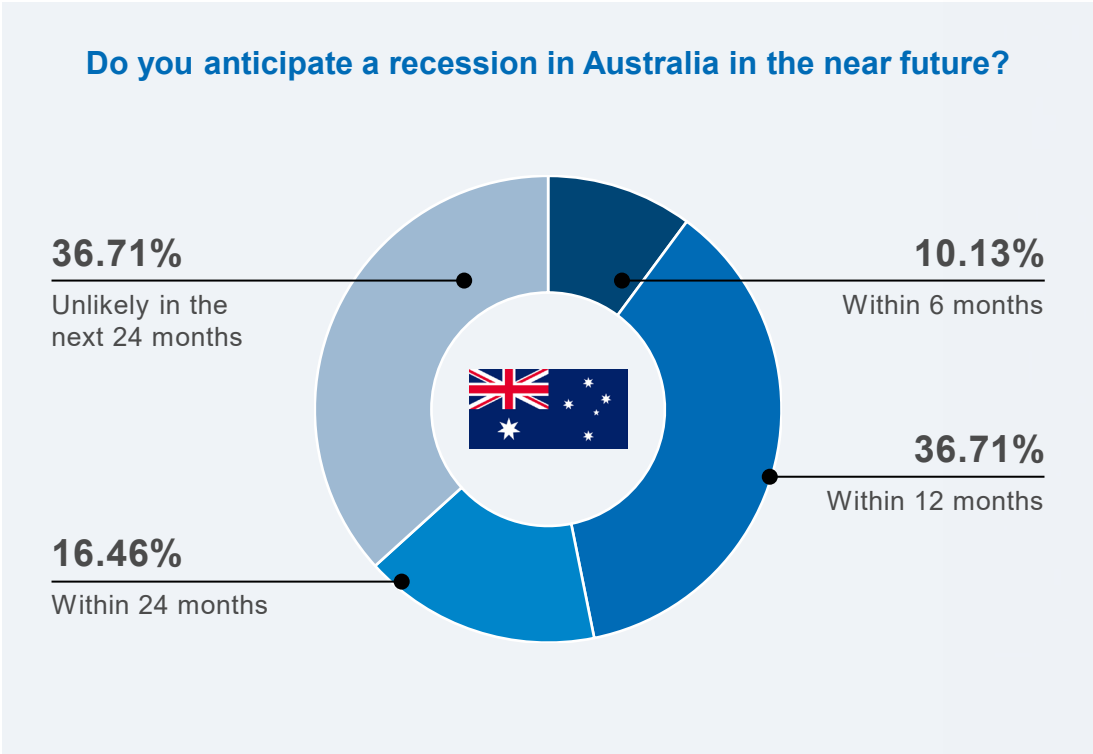 Do you anticipate a recession in Australia in the near future?
36.71%
Unlikely in the
next 24 months
10.13%
Within 6 months
36.71%
Within 12 months
16.46%
Within 24 months